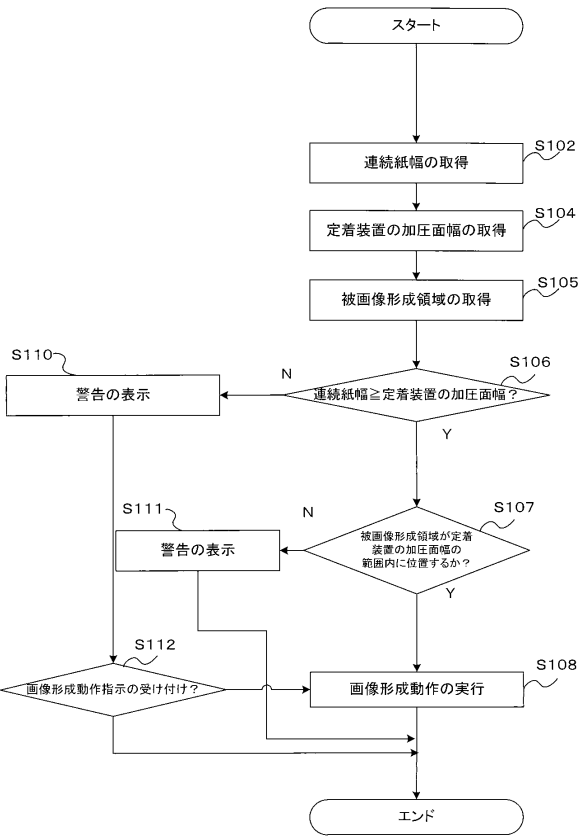 スタート
S102
連続紙幅の取得
S104
定着装置の加圧面幅の取得
S105
被画像形成領域の取得
S106
連続紙幅≧定着装置の加圧面幅？
N
Y
S110
警告の表示
S107
被画像形成領域が定着
装置の加圧面幅の
範囲内に位置するか？
N
Y
S111
警告の表示
S112
画像形成動作指示の受け付け？
S108
画像形成動作の実行
エンド